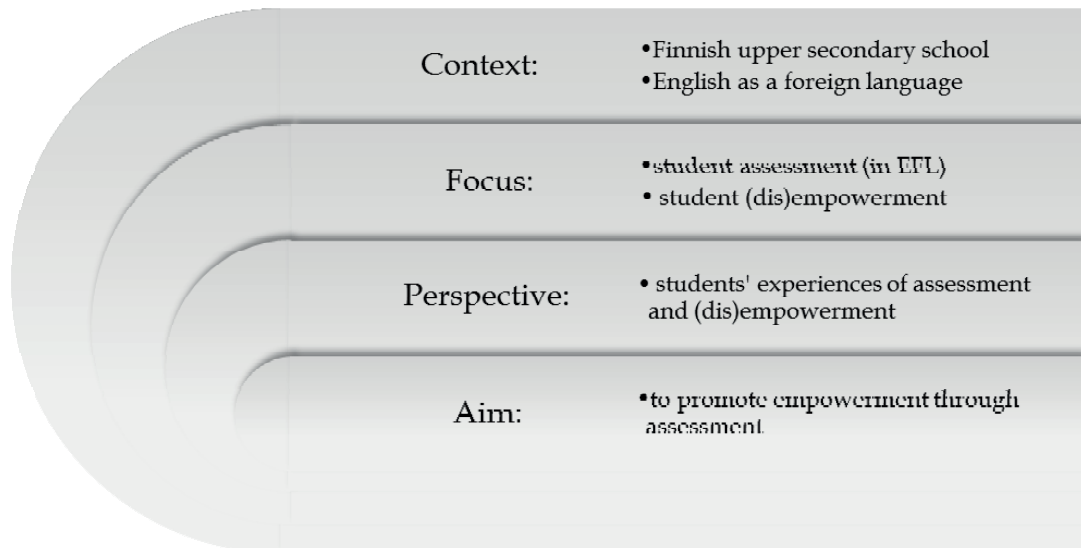 Context:
•Finnish upper secondary school
•English as a foreign language
Focus:
•student assessment (in EFL)
• student (dis)empowerment
Perspective:
• students' experiences of assessment
and (dis)empowerment
Aim:
•to promote empowerment through
assessment